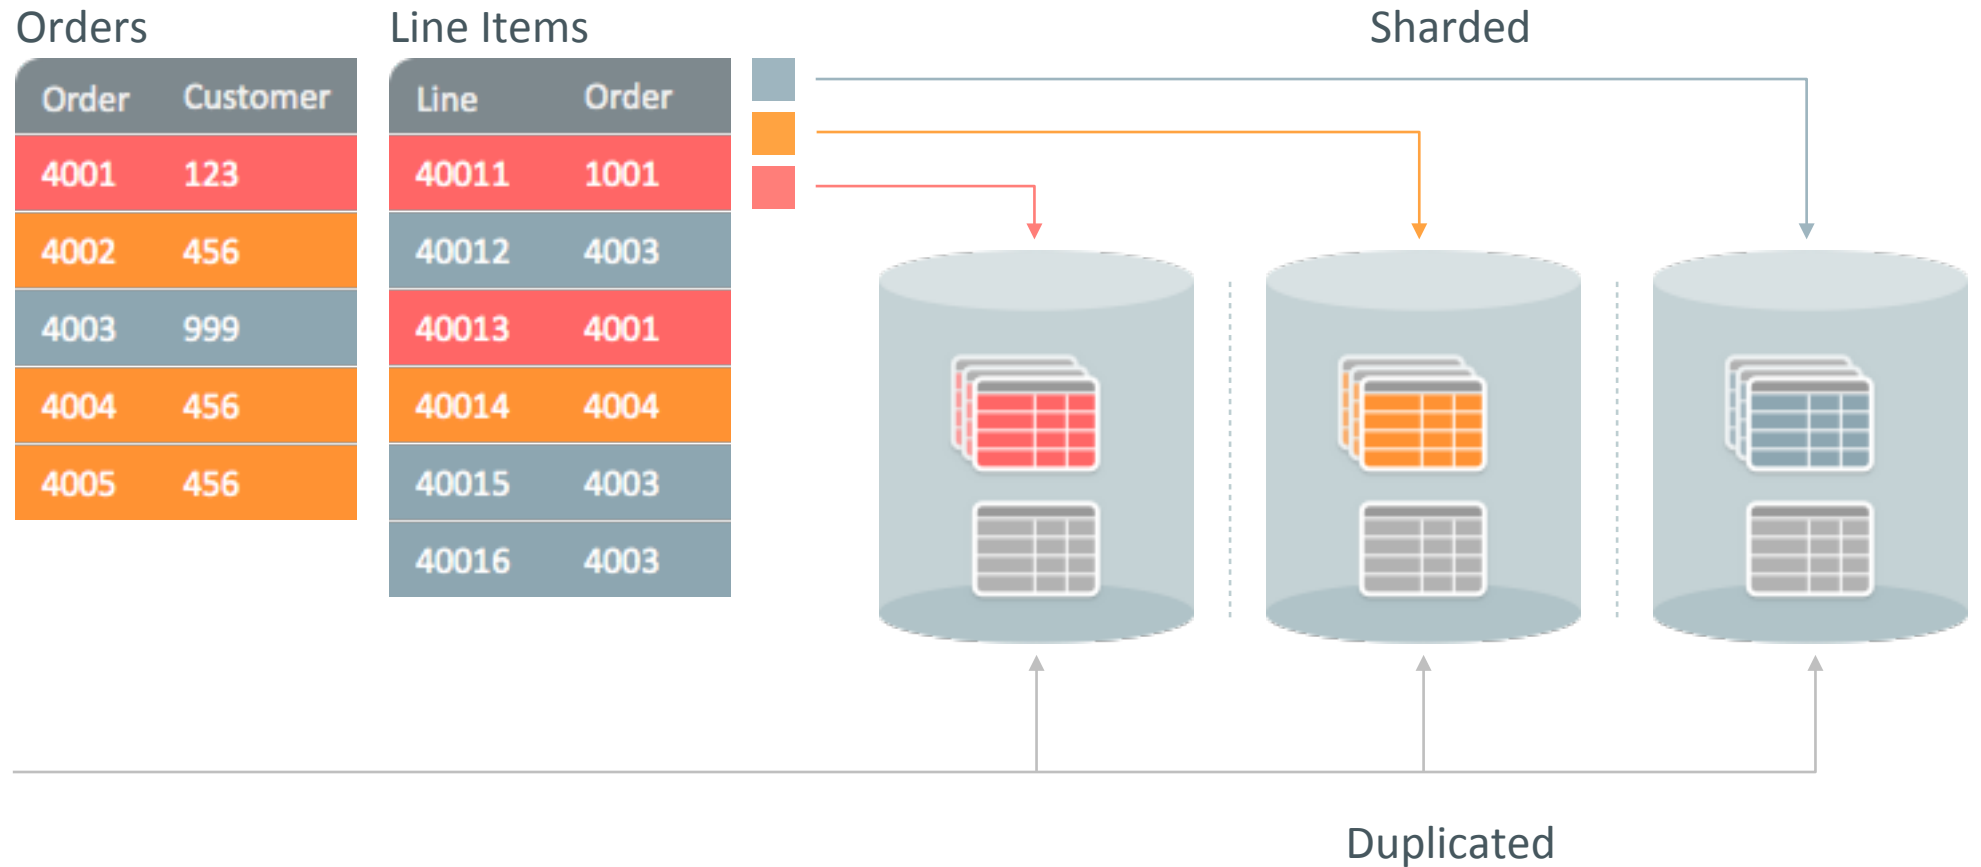 Orders
Order Customer
4001 123
4002 456
4003 999
4004 456
4005 456
Line Items
Line Order
40011 1001
40012 4003
40013 4001
40014 4004
40015 4003
40016 4003
Sharded
Duplicated